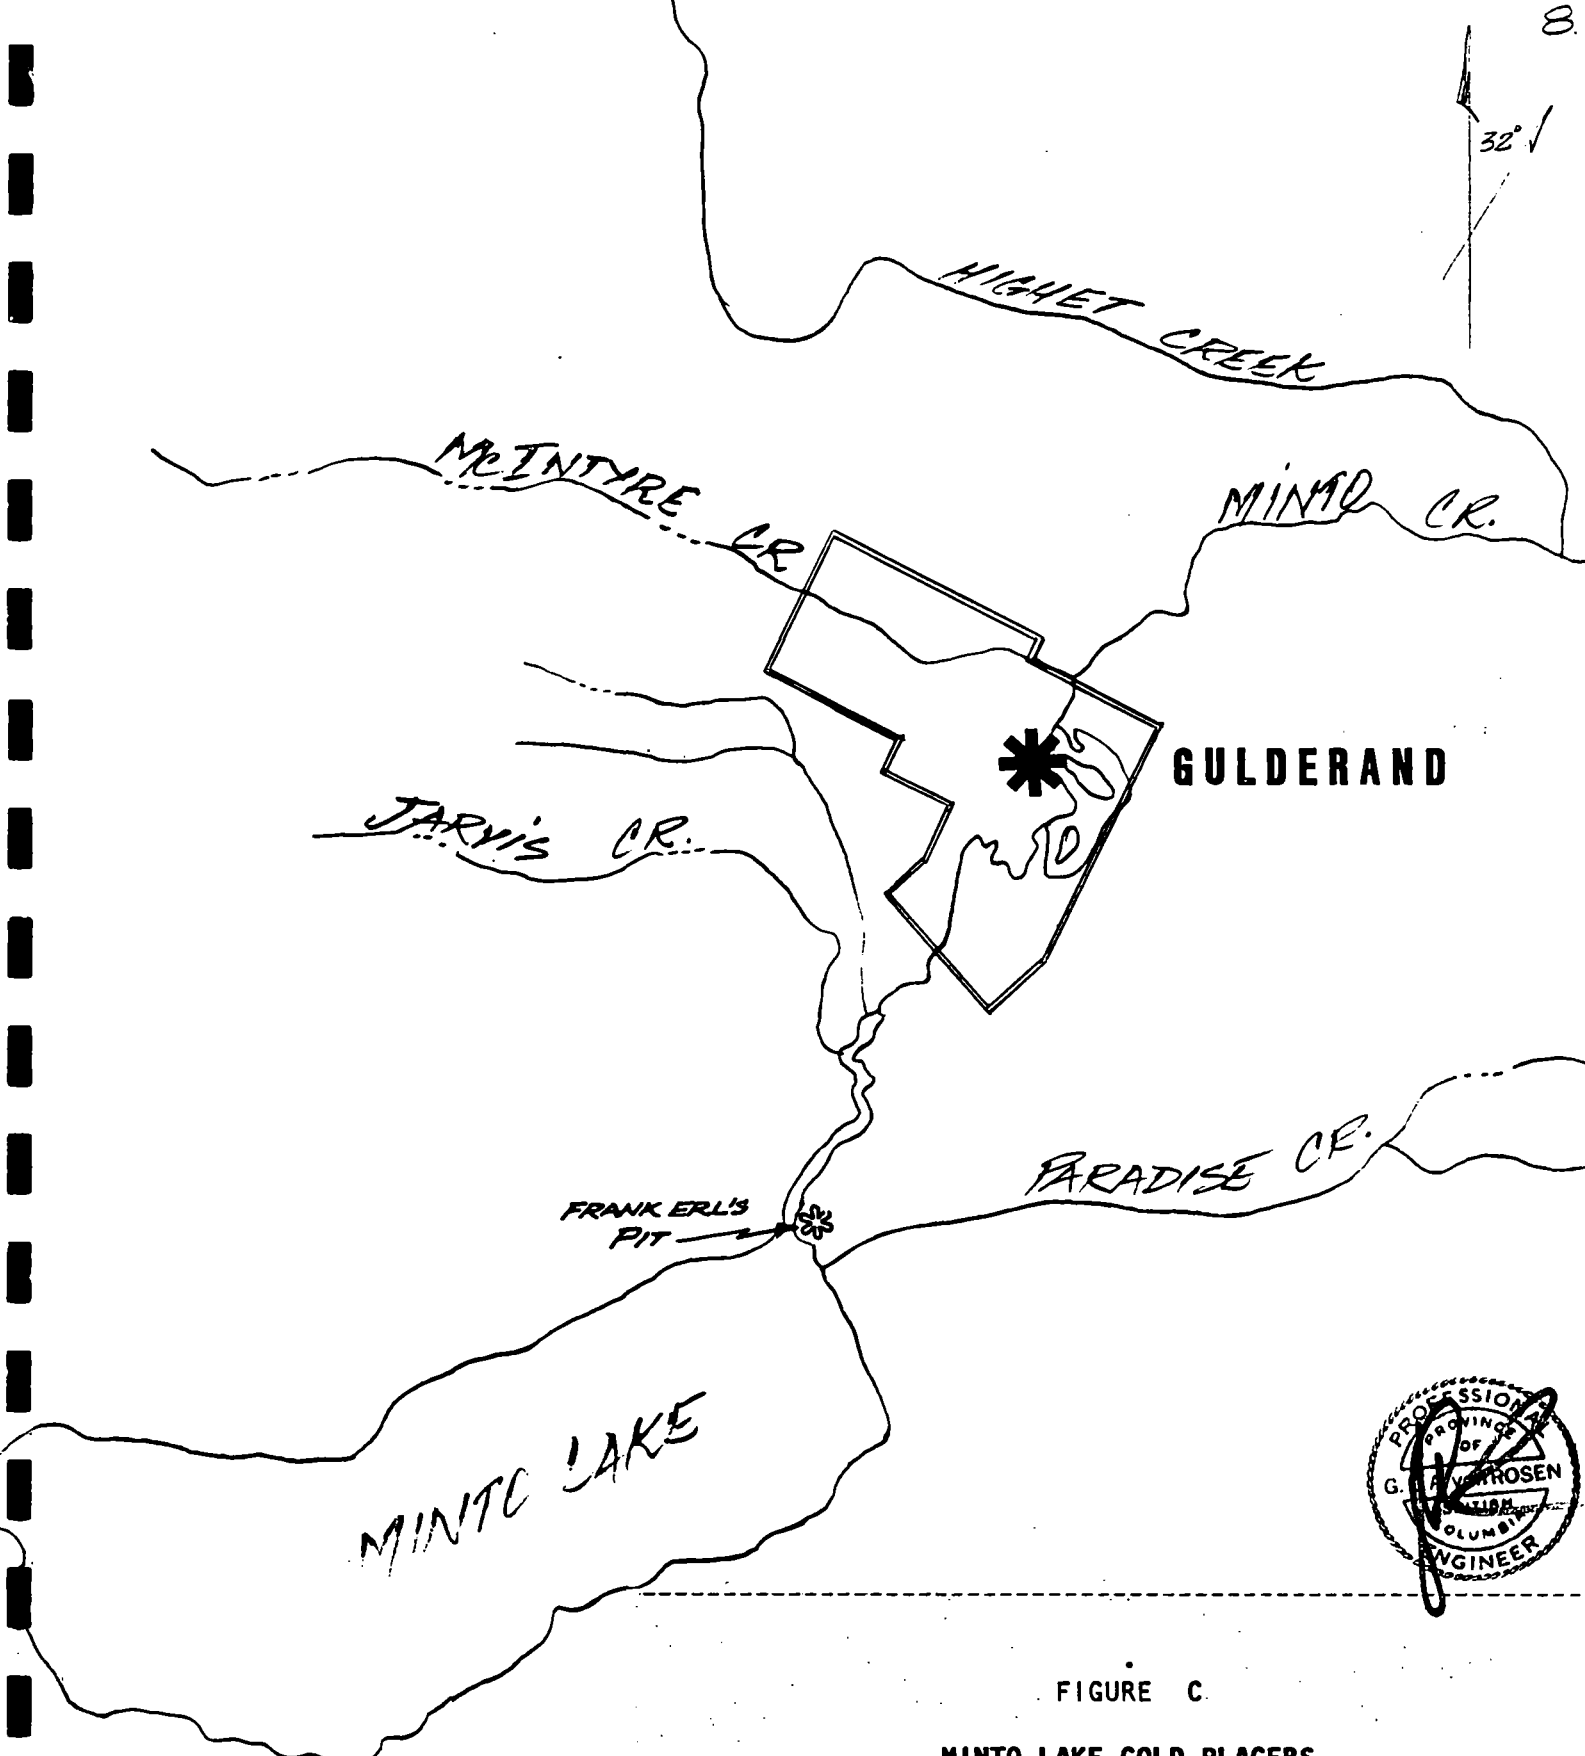 8.
32°
HIGHET CREEK
McINTYRE CR
MINTO CR.
GULDERAND
JARVIS CR.
PARADISE CR.
FRANK ERL'S
PIT
MINTO LAKE
PROFESSIONAL
PROVINCE
OF
G. ROSEN
COLUMBIA
ENGINEER
FIGURE C
MINTO LAKE GOLD PLACERS